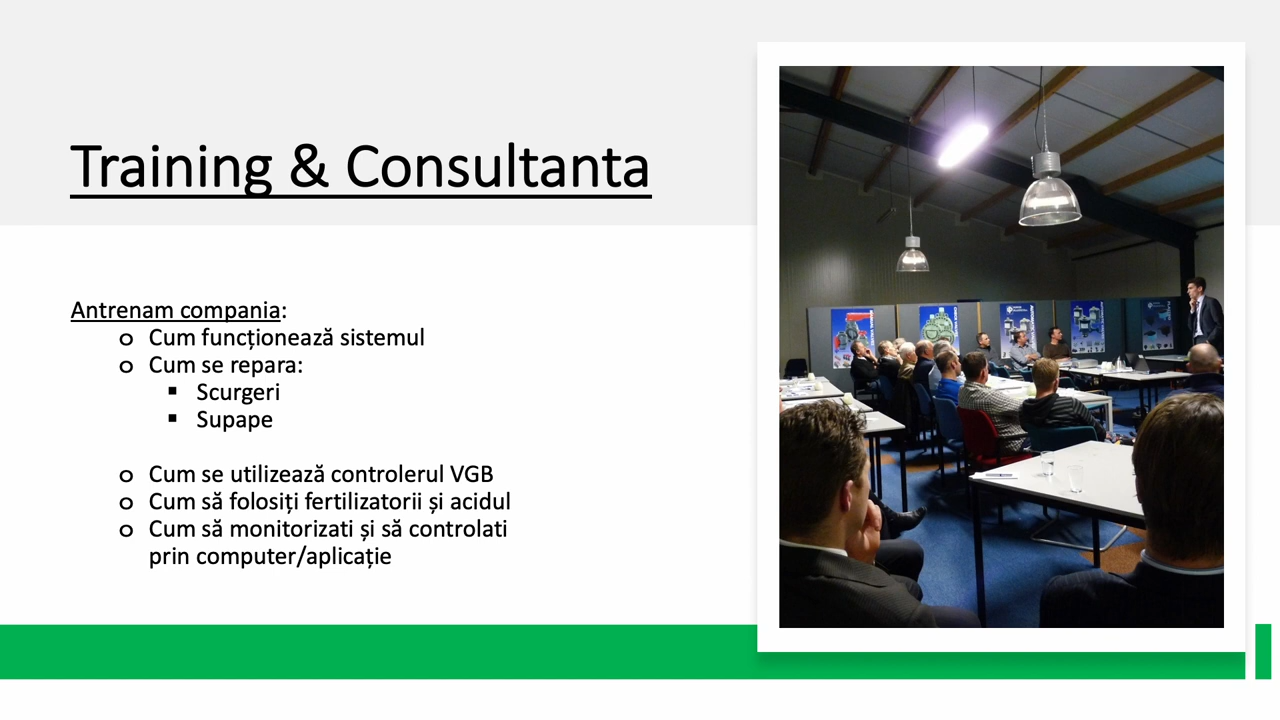 Training & Consultanta
Antrenam compania:
o Cum funcționează sistemul
o Cum se repara:
▪ Scurgeri
▪ Supape
o Cum se utilizează controlerul VGB
o Cum să folosiți fertilizatorii și acidul
o Cum să monitorizati și să controlati
prin computer/aplicație